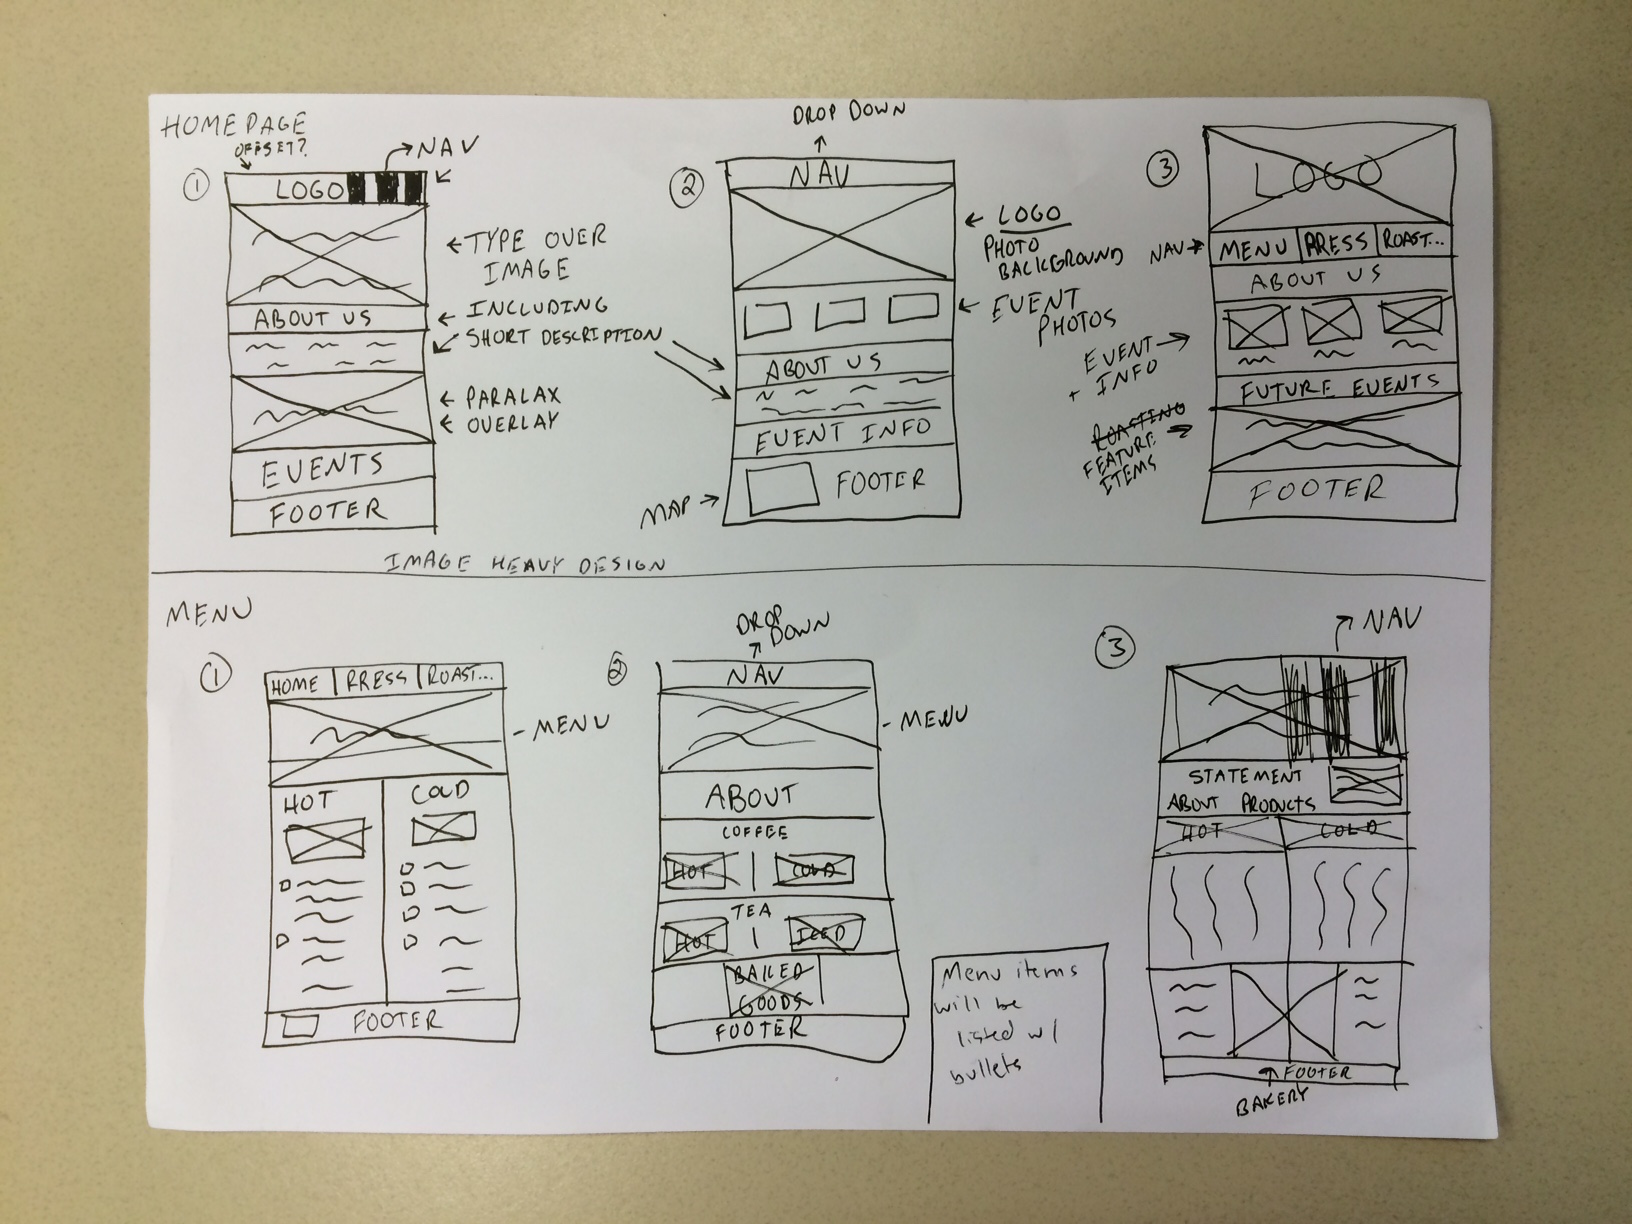 HOMEPAGE
OFFSET?
NAV
①
LOGO
← TYPE OVER
IMAGE
ABOUT US
← INCLUDING
SHORT DESCRIPTION
← PARALAX
← OVERLAY
EVENTS
FOOTER
DROP DOWN
②
NAV
← LOGO
PHOTO
BACKGROUND
← EVENT
PHOTOS
ABOUT US
EVENT INFO
MAP →
FOOTER
③
LOGO
NAV →
MENU PRESS ROAST...
ABOUT US
EVENT →
+ INFO
FUTURE EVENTS
ROASTING
FEATURE
ITEMS
FOOTER
IMAGE HEAVY DESIGN
MENU
①
HOME PRESS ROAST...
- MENU
HOT COLD
FOOTER
DROP
DOWN
②
NAV
- MENU
ABOUT
COFFEE
HOT COLD
TEA
HOT ICED
BAKED
GOODS
FOOTER
Menu items
will be
listed w/
bullets
③
NAV
STATEMENT
ABOUT PRODUCTS
HOT COLD
FOOTER
BAKERY